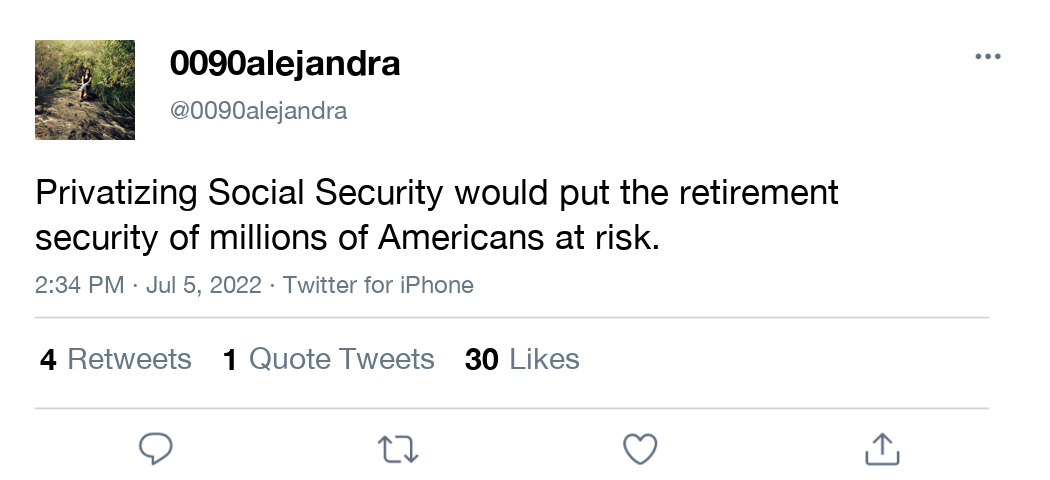 0090alejandra
@0090alejandra
Privatizing Social Security would put the retirement
security of millions of Americans at risk.
2:34 PM · Jul 5, 2022 · Twitter for iPhone
4 Retweets 1 Quote Tweets 30 Likes